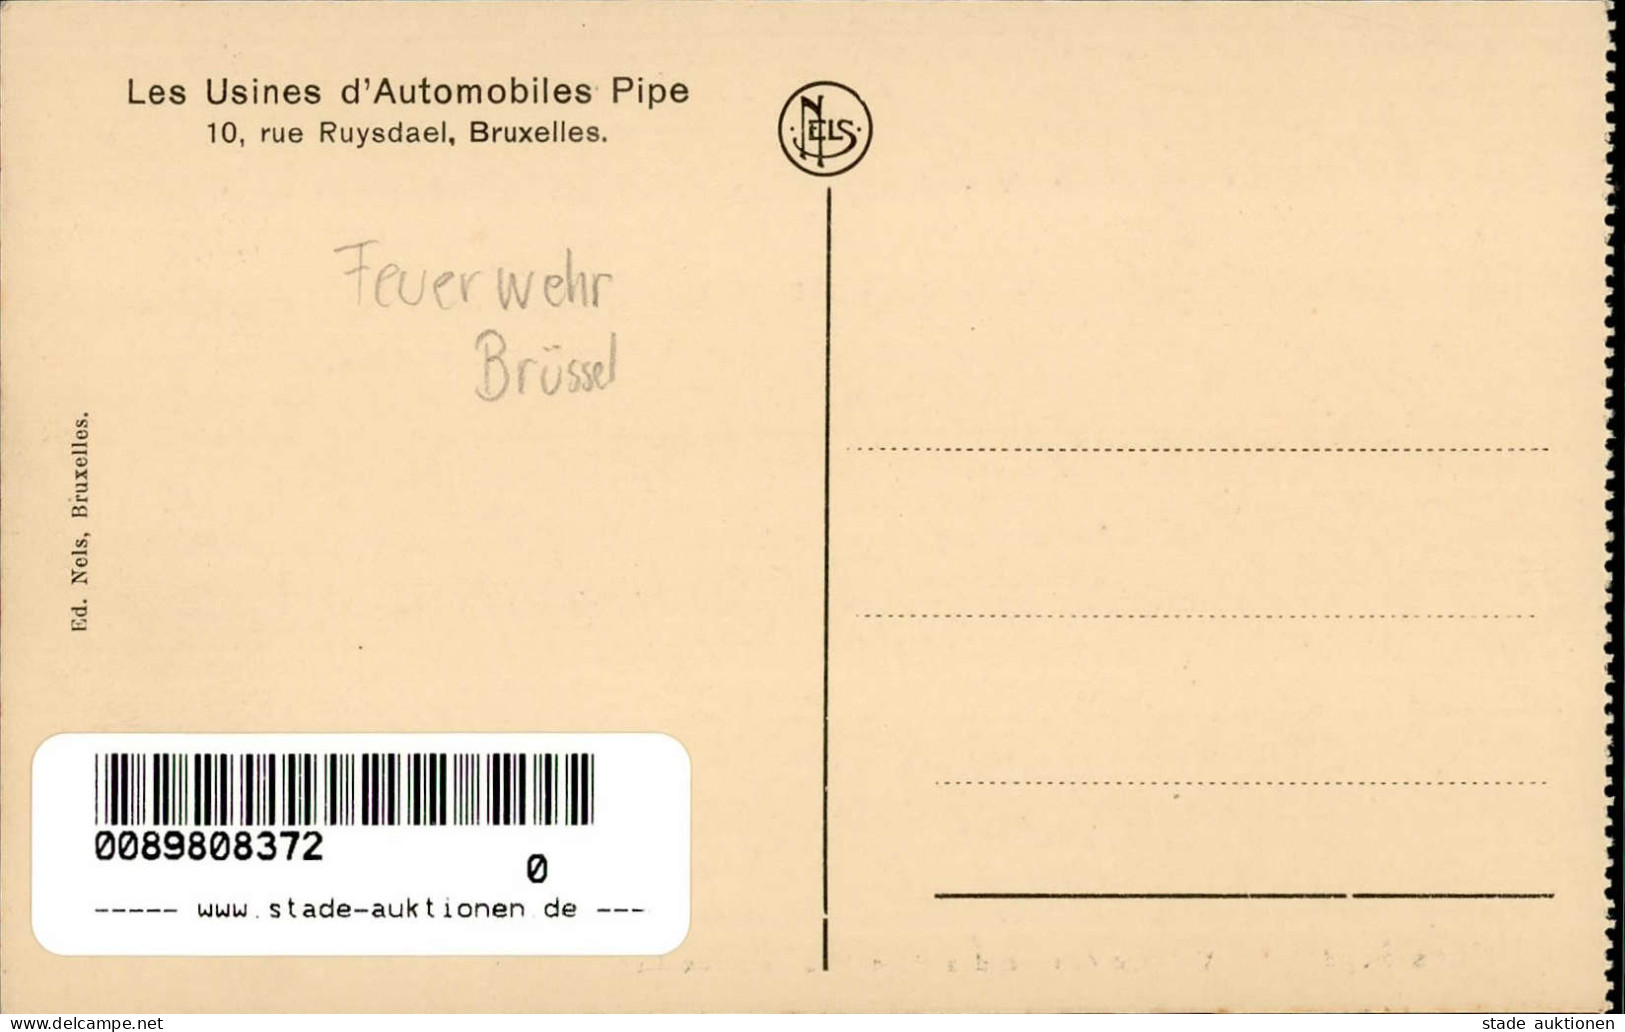 Les Usines d'Automobiles Pipe
10, rue Ruysdael, Bruxelles.
NELS
Feuerwehr
Brüssel
Ed. Nels, Bruxelles.
0089808372
0
----- www.stade-auktionen.de ---
www.delcampe.net
stade auktionen